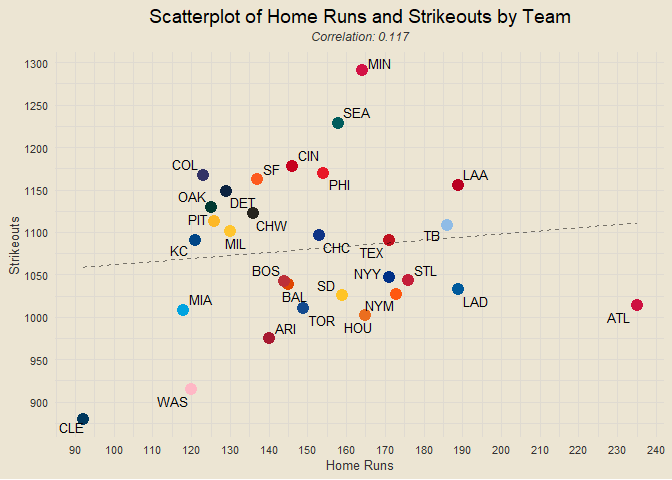 Scatterplot of Home Runs and Strikeouts by Team
Correlation: 0.117
Strikeouts
1300
1250
1200
1150
1100
1050
1000
950
900
MIN
SEA
COL
SF
CIN
PHI
LAA
OAK
DET
PIT
CHW
MIL
KC
CHC
TEX
TB
BOS
BAL
SD
NYY
STL
MIA
TOR
NYM
LAD
HOU
ARI
ATL
WAS
CLE
90 100 110 120 130 140 150 160 170 180 190 200 210 220 230 240
Home Runs